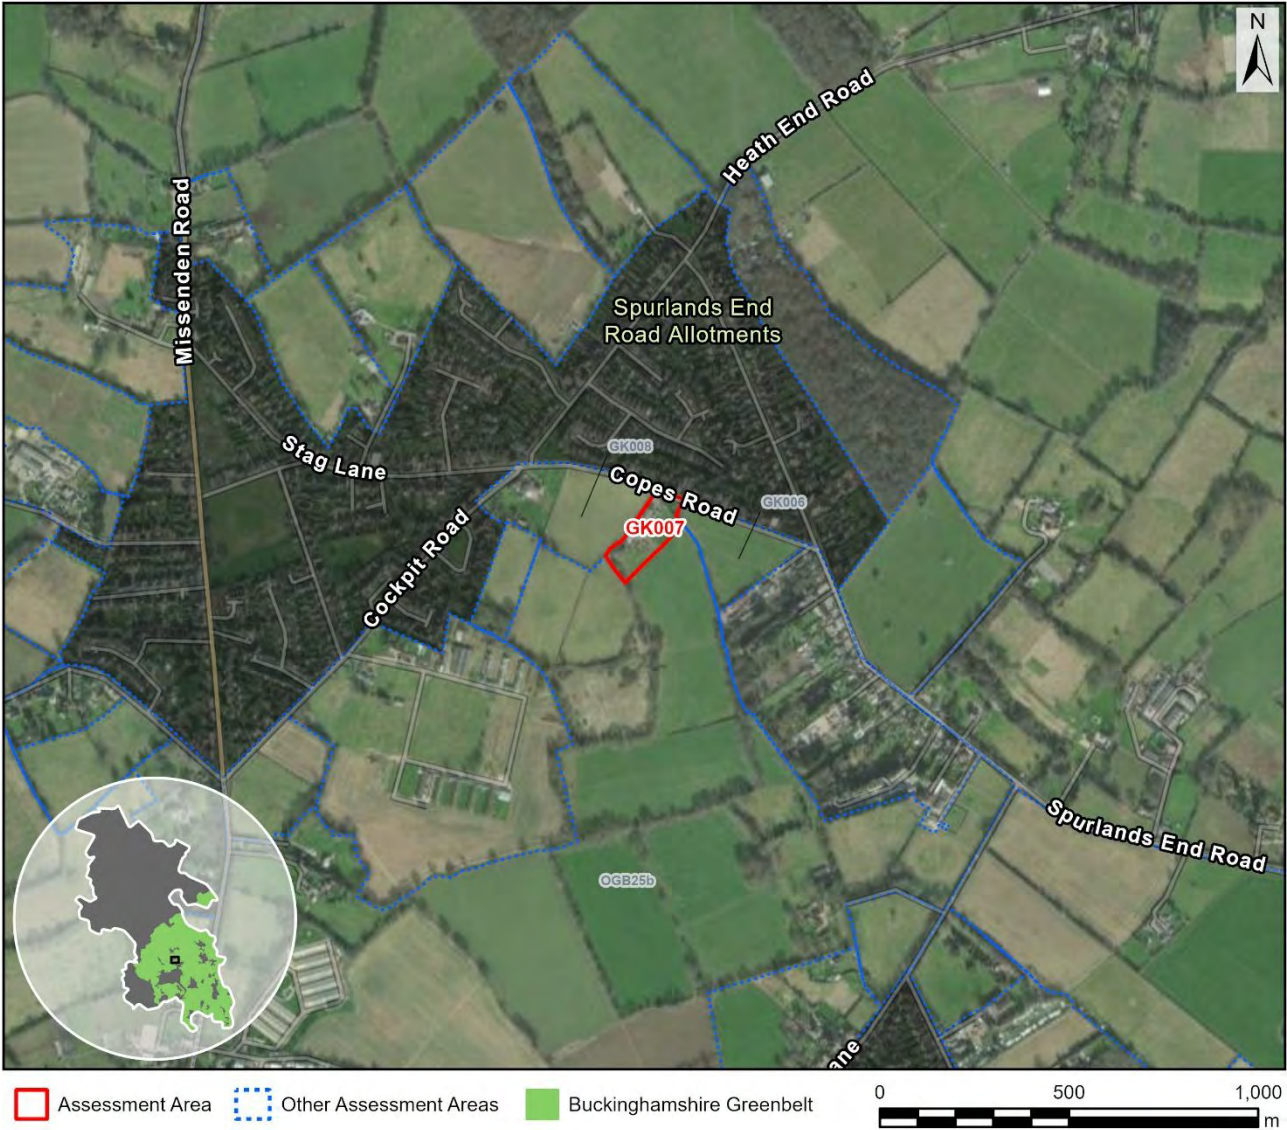 N
Heath End Road
Missenden Road
Spurlands End
Road Allotments
Stag Lane
GK008
Copes Road
GK006
GK007
Cockpit Road
Spurlands End Road
OGB25b
ane
Assessment Area
Other Assessment Areas
Buckinghamshire Greenbelt
0
500
1,000
m